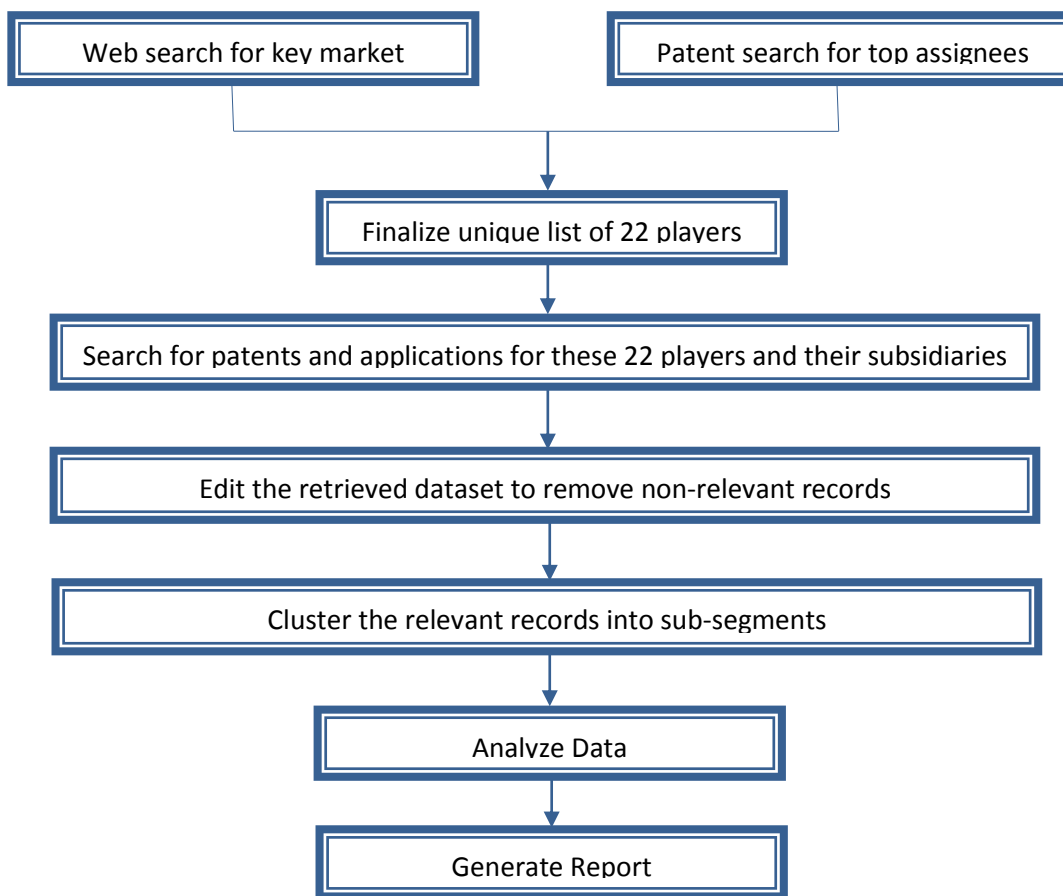 Web search for key market
Patent search for top assignees
Finalize unique list of 22 players
Search for patents and applications for these 22 players and their subsidiaries
Edit the retrieved dataset to remove non-relevant records
Cluster the relevant records into sub-segments
Analyze Data
Generate Report